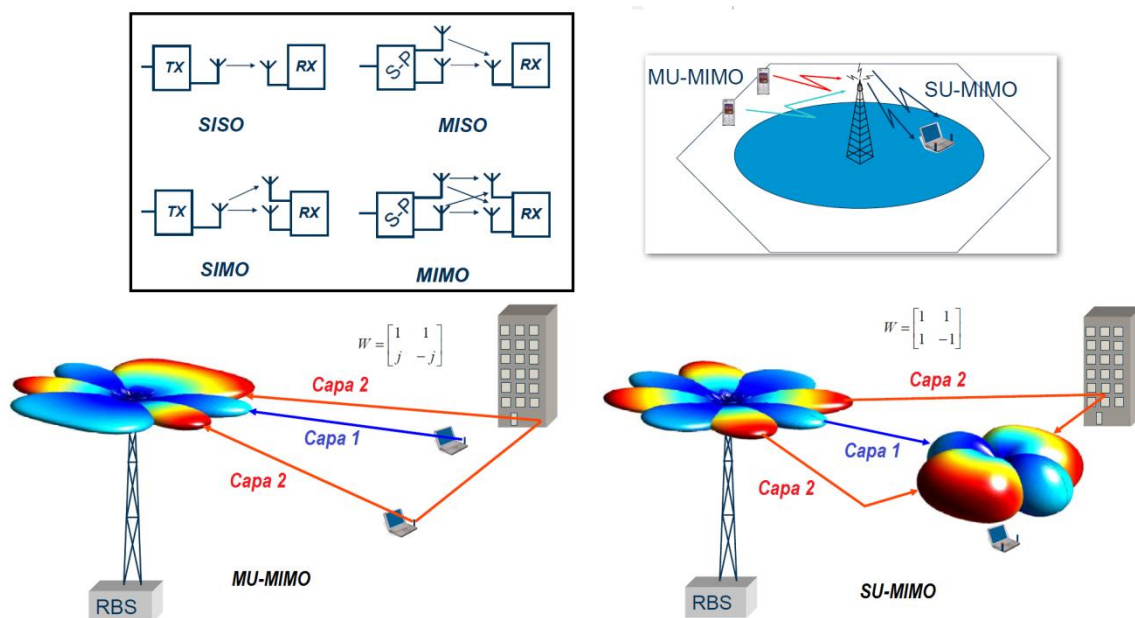 TX
RX
SISO
S-P
RX
MISO
TX
RX
SIMO
S-P
RX
MIMO
MU-MIMO
SU-MIMO
W = [1 1
j -j]
Capa 2
Capa 1
Capa 2
RBS
MU-MIMO
W = [1 1
1 -1]
Capa 2
Capa 1
Capa 2
RBS
SU-MIMO